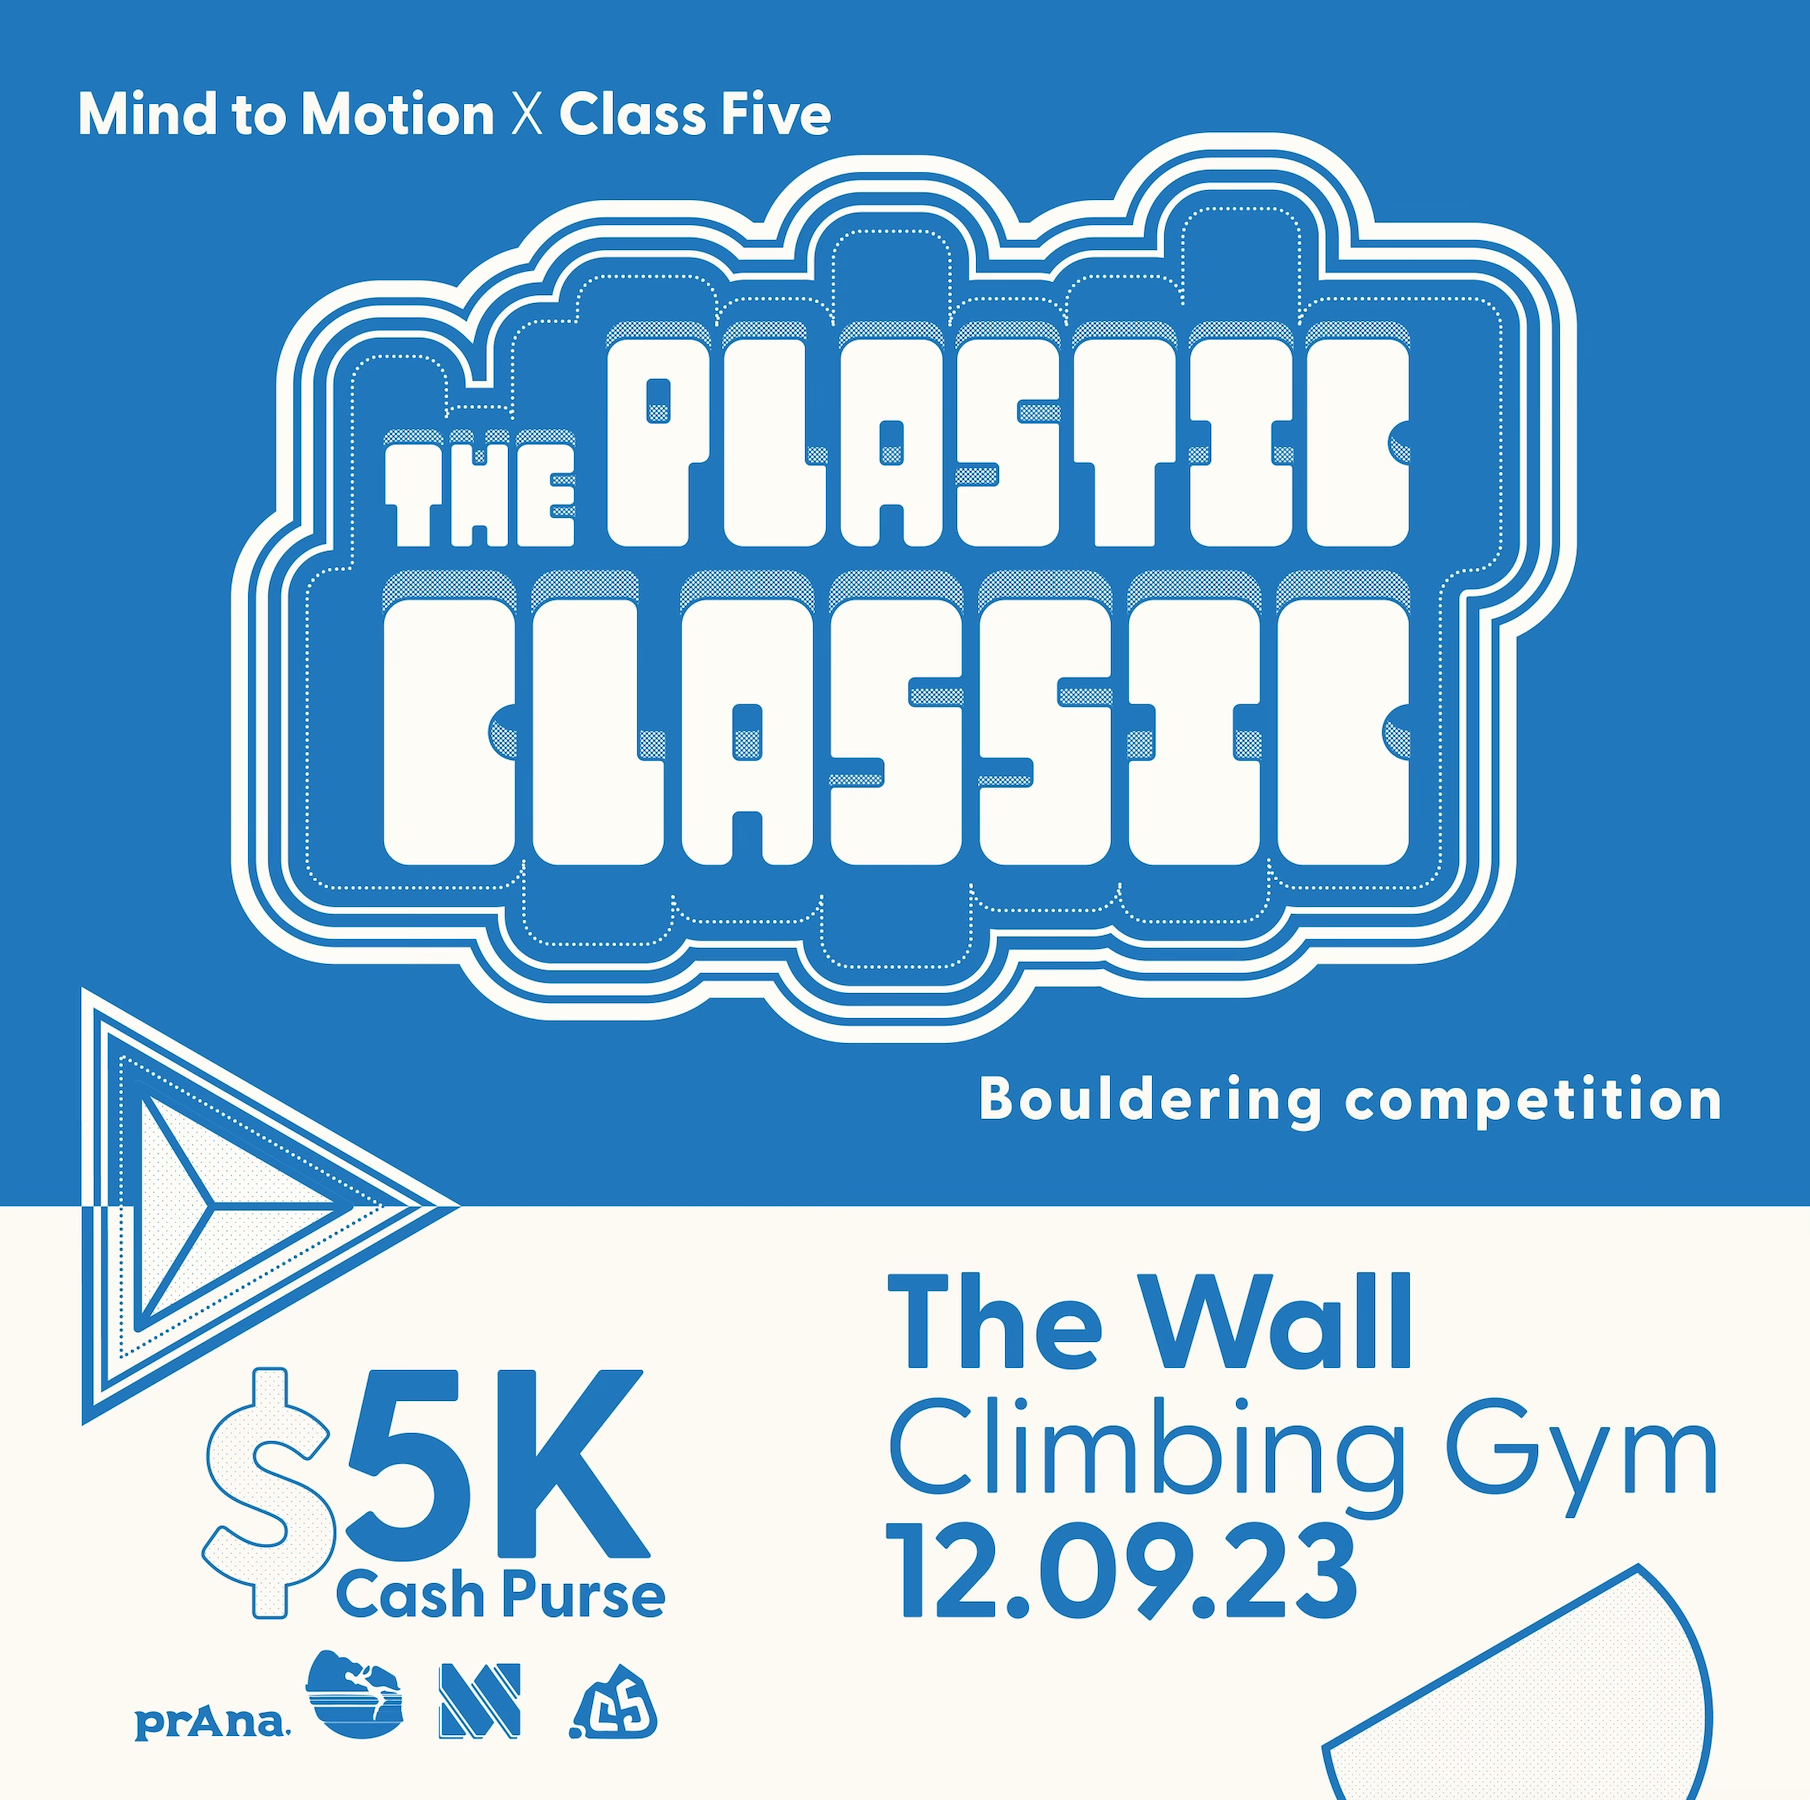 Mind to Motion X Class Five
THE PLASTIC
CLASSIC
Bouldering competition
The Wall
Climbing Gym
12.09.23
$5K
Cash Purse
prAna.
M
C5